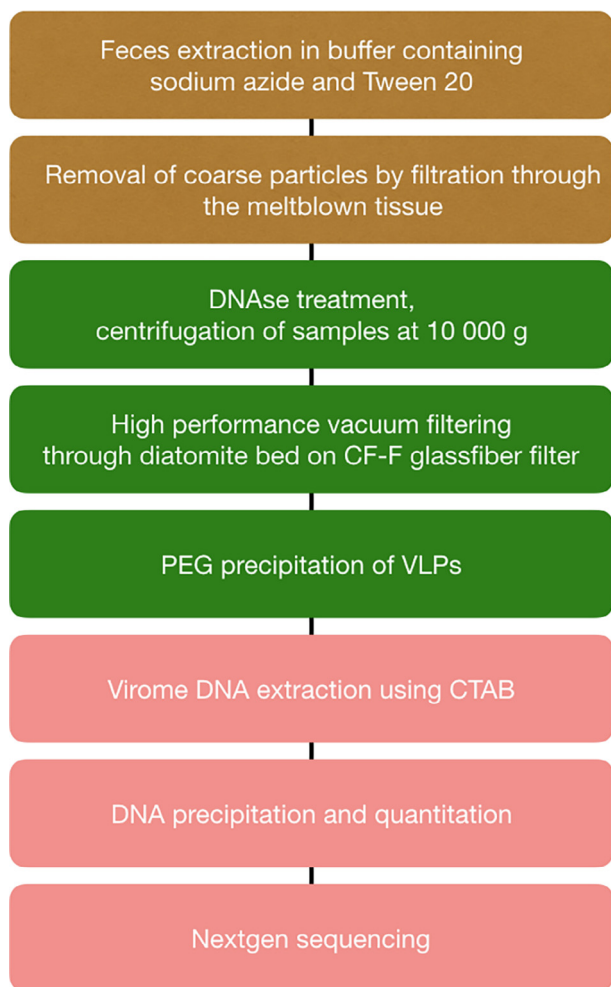 Feces extraction in buffer containing
sodium azide and Tween 20
Removal of coarse particles by filtration through
the meltblown tissue
DNAse treatment,
centrifugation of samples at 10 000 g
High performance vacuum filtering
through diatomite bed on CF-F glassfiber filter
PEG precipitation of VLPs
Virome DNA extraction using CTAB
DNA precipitation and quantitation
Nextgen sequencing